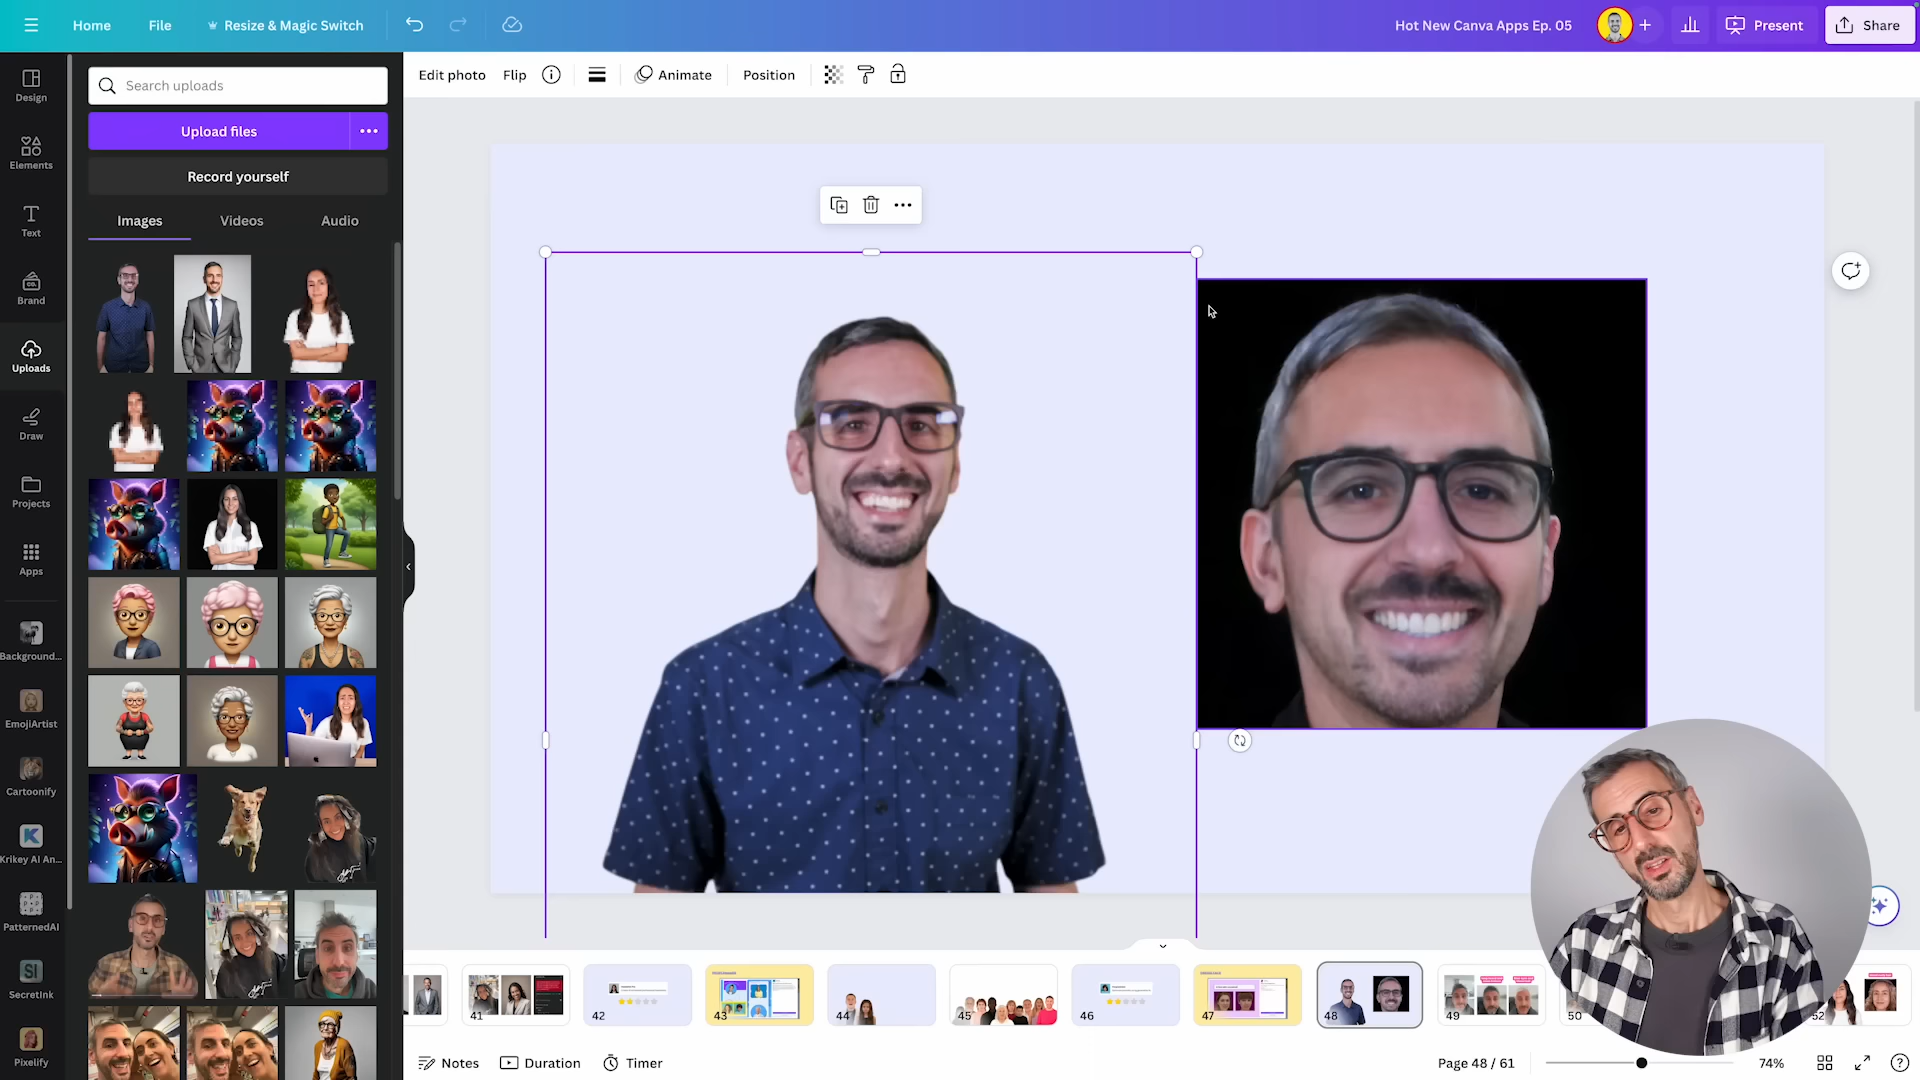 Home
File
Resize & Magic Switch
Hot New Canva Apps Ep. 05
Present
Share
Design
Elements
Text
Brand
Uploads
Draw
Projects
Apps
Background...
EmojiArtist
Cartoonify
Krikey AI An...
PatternedAI
SecretInk
Pixelify
Search uploads
Upload files
Record yourself
Images
Videos
Audio
Edit photo
Flip
Animate
Position
41
42
43
44
45
46
47
48
49
50
52
Notes
Duration
Timer
Page 48 / 61
74%